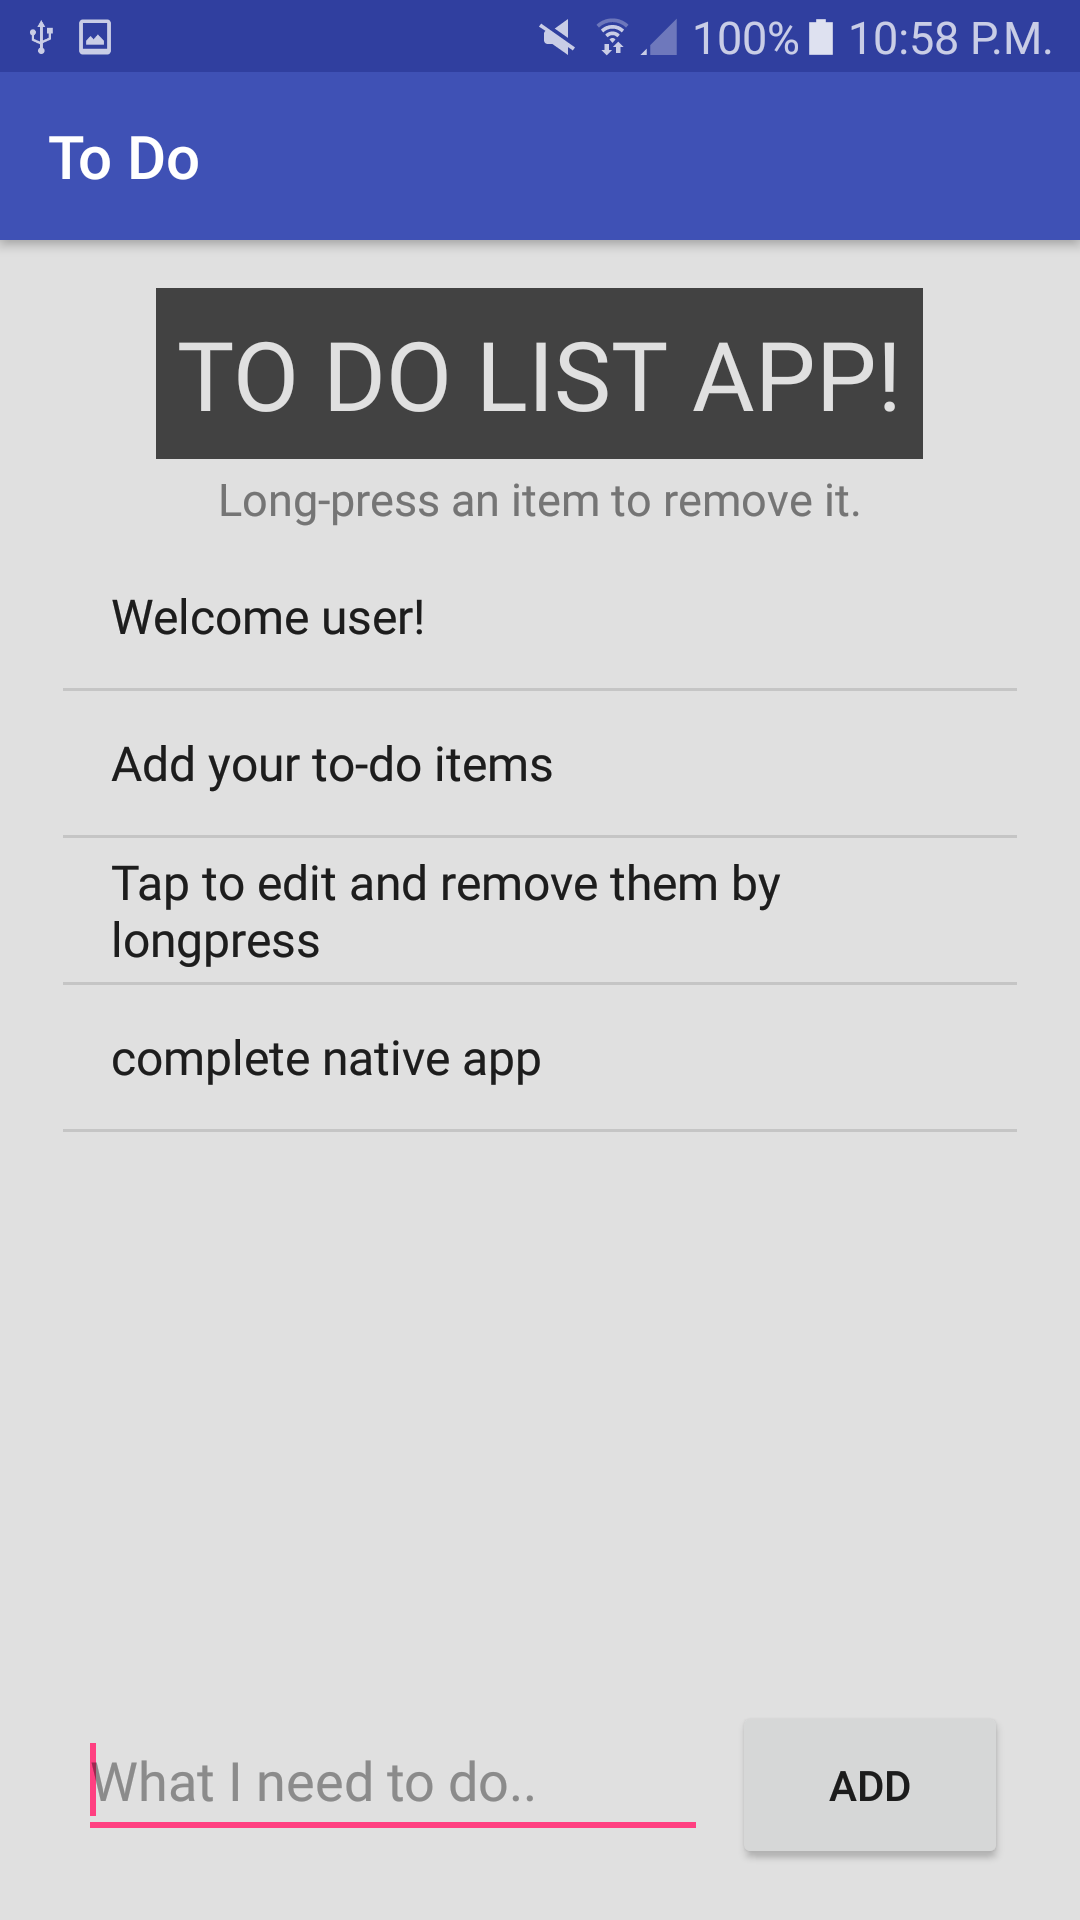 100% 10:58 P.M.
To Do
TO DO LIST APP!
Long-press an item to remove it.
Welcome user!
Add your to-do items
Tap to edit and remove them by
longpress
complete native app
What I need to do..
ADD